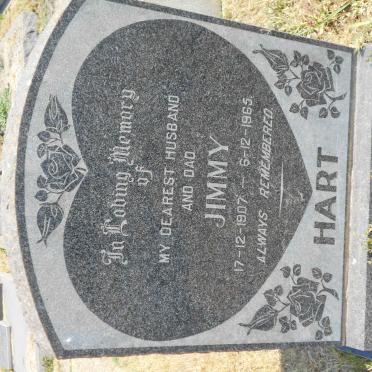 In Loving Memory
of
MY DEAREST HUSBAND
AND DAD
JIMMY
17-12-1907 — 6-12-1965
ALWAYS REMEMBERED
HART